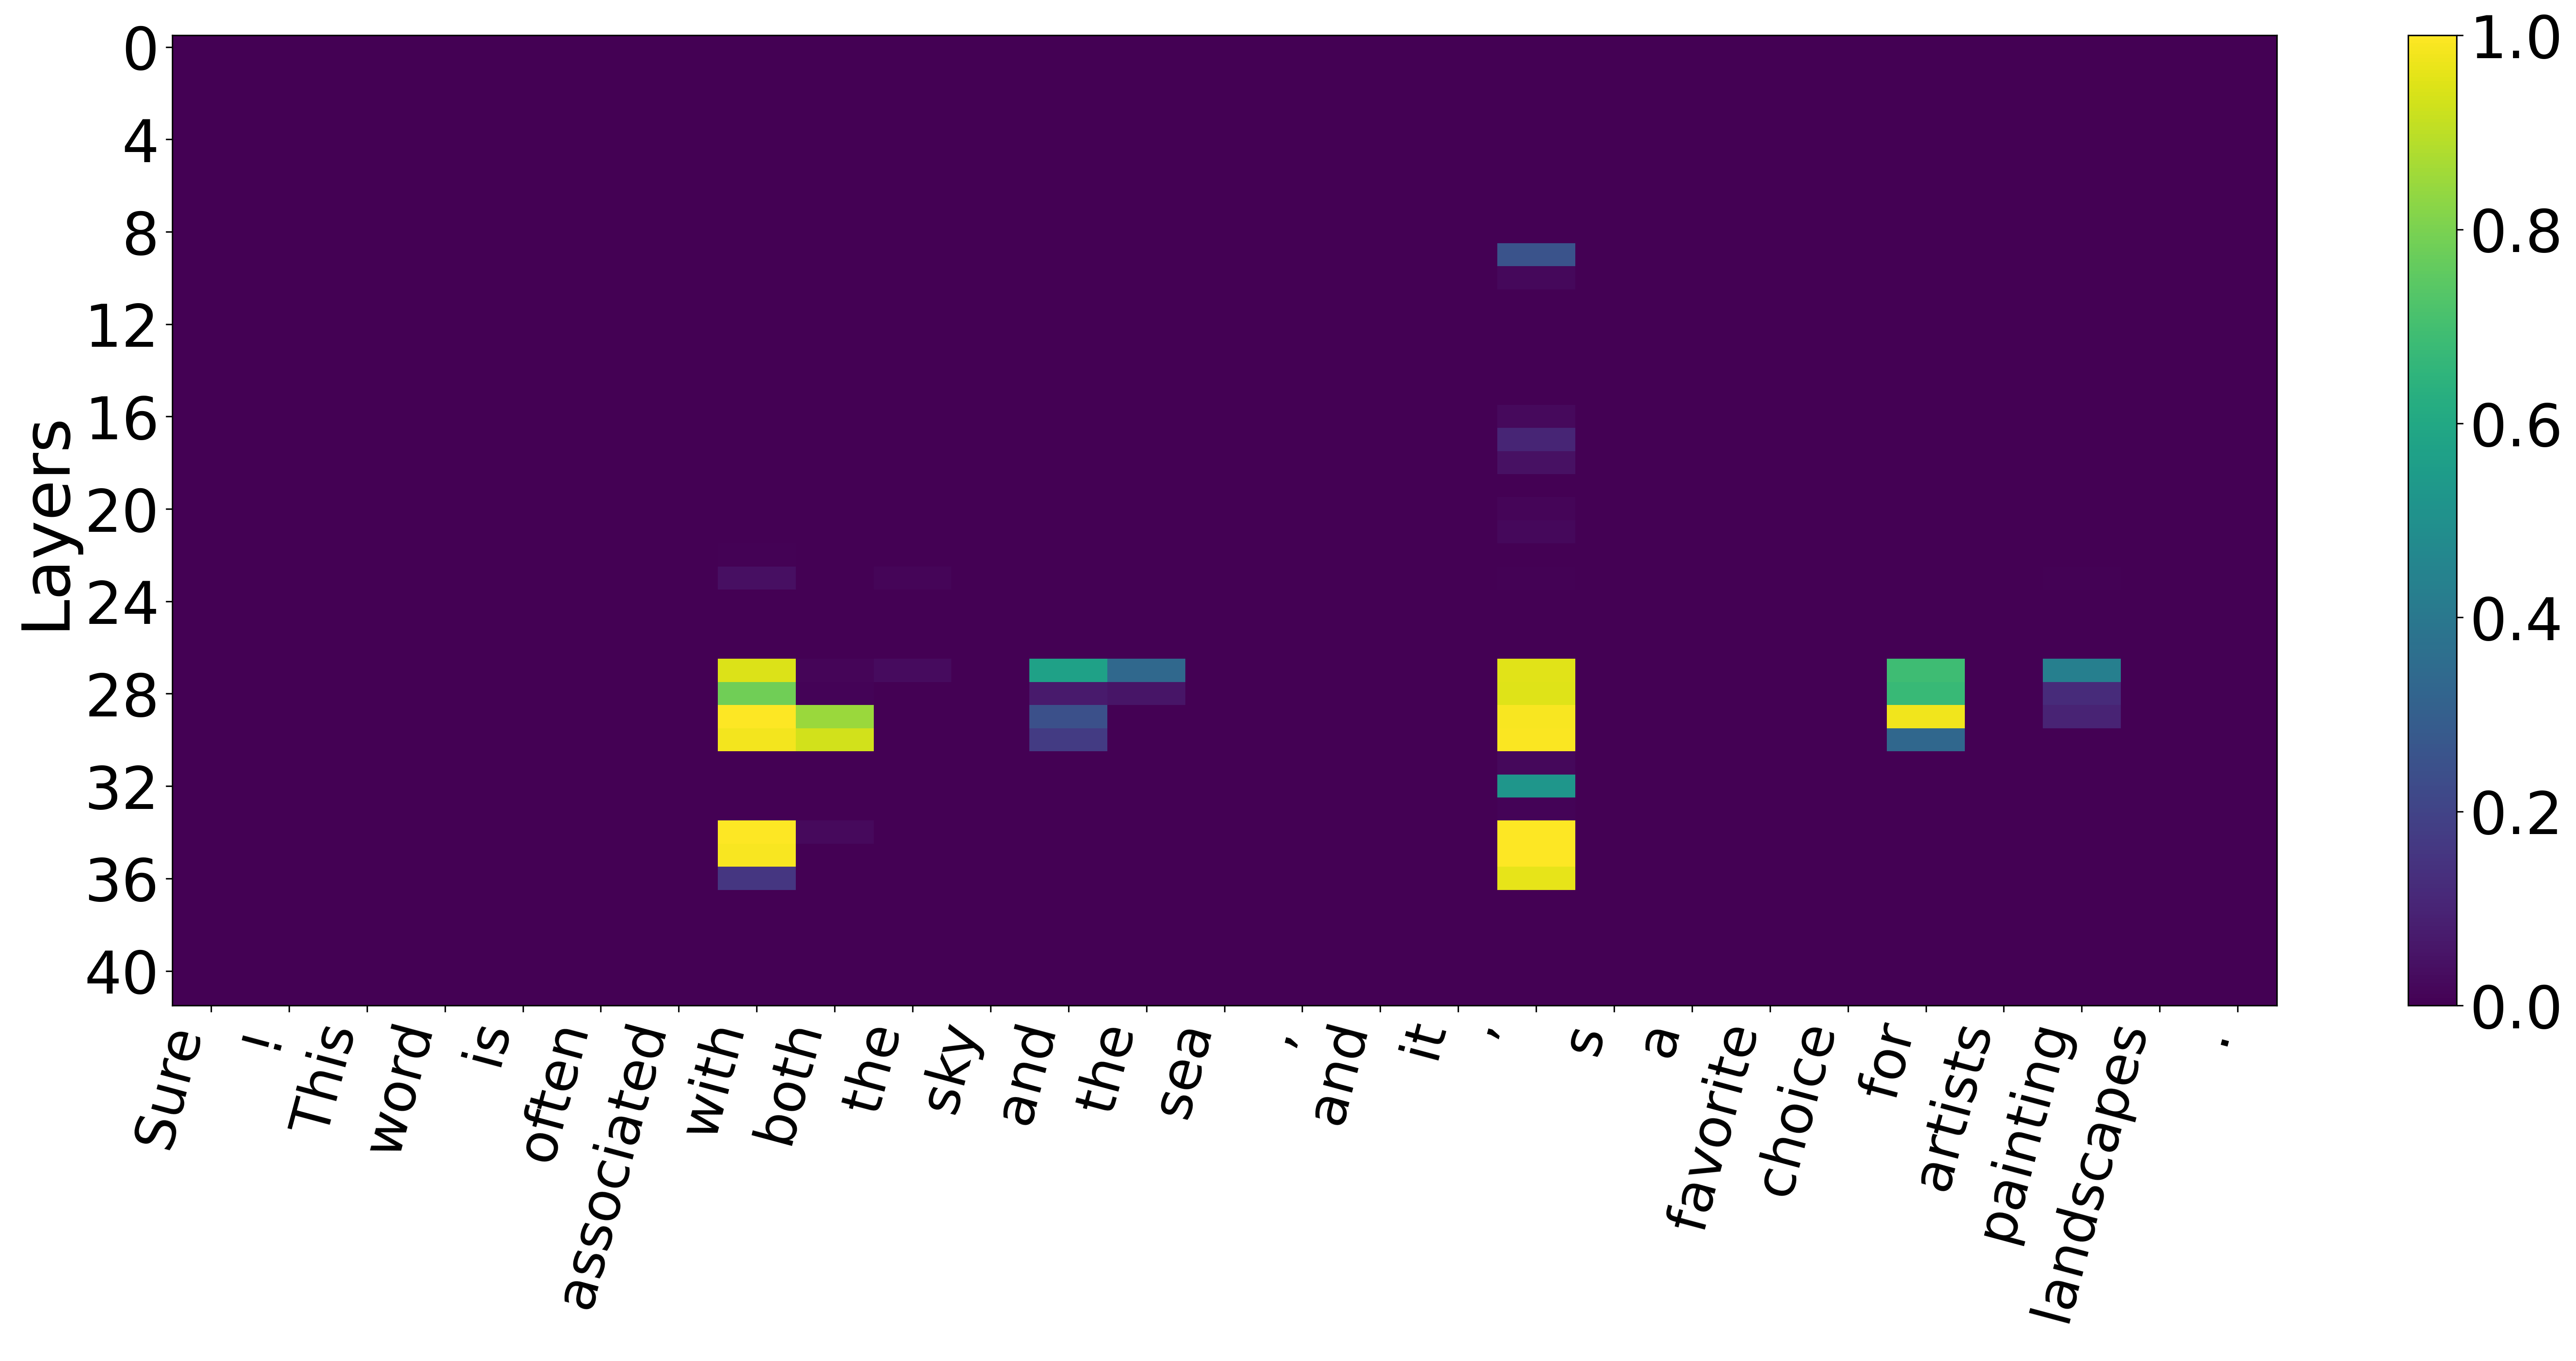 0
4
8
12
16
20
24
28
32
36
40
Layers
Sure
!
This
word
is
often
associated
with
both
the
sky
and
the
sea
,
and
it
'
s
a
favorite
choice
for
artists
painting
landscapes
.
1.0
0.8
0.6
0.4
0.2
0.0